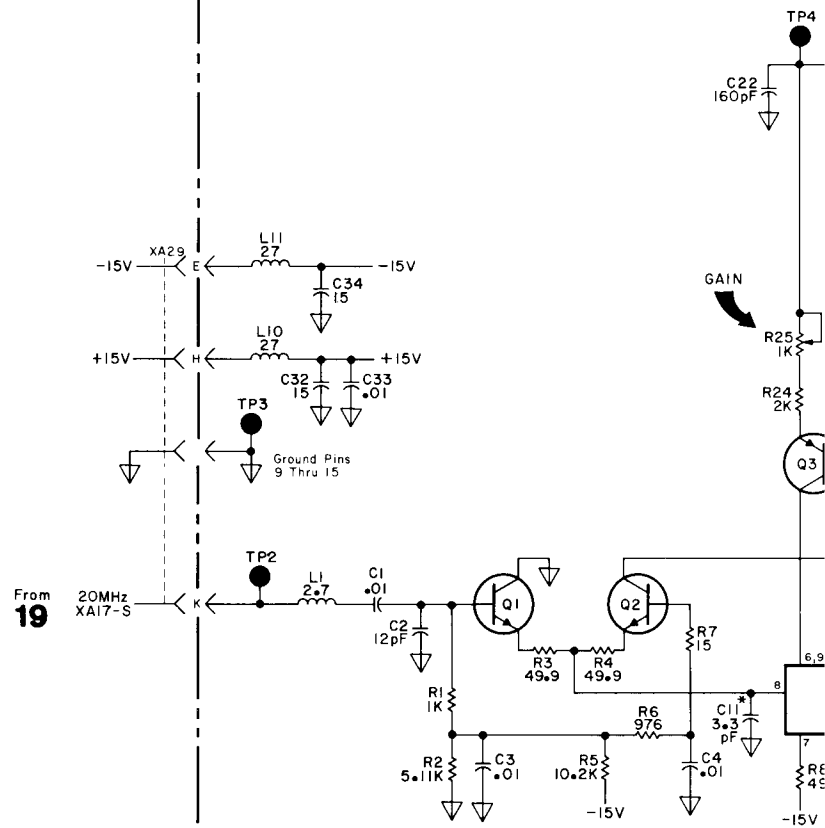 TP4
C22
160pF
XA29
L11
27
-15V
E
-15V
C34
15
GAIN
R25
1K
L10
27
+15V
H
+15V
C32
15
C33
.01
R24
2K
TP3
Ground Pins
9 Thru 15
Q3
TP2
From
19
20MHz
XA17-S
K
L1
2.7
C1
.01
C2
12pF
Q1
Q2
R7
15
R3
49.9
R4
49.9
6,9
8
R1
1K
R6
976
*
C11
3.3
pF
7
R2
5.11K
C3
.01
R5
10.2K
C4
.01
-15V
-15V